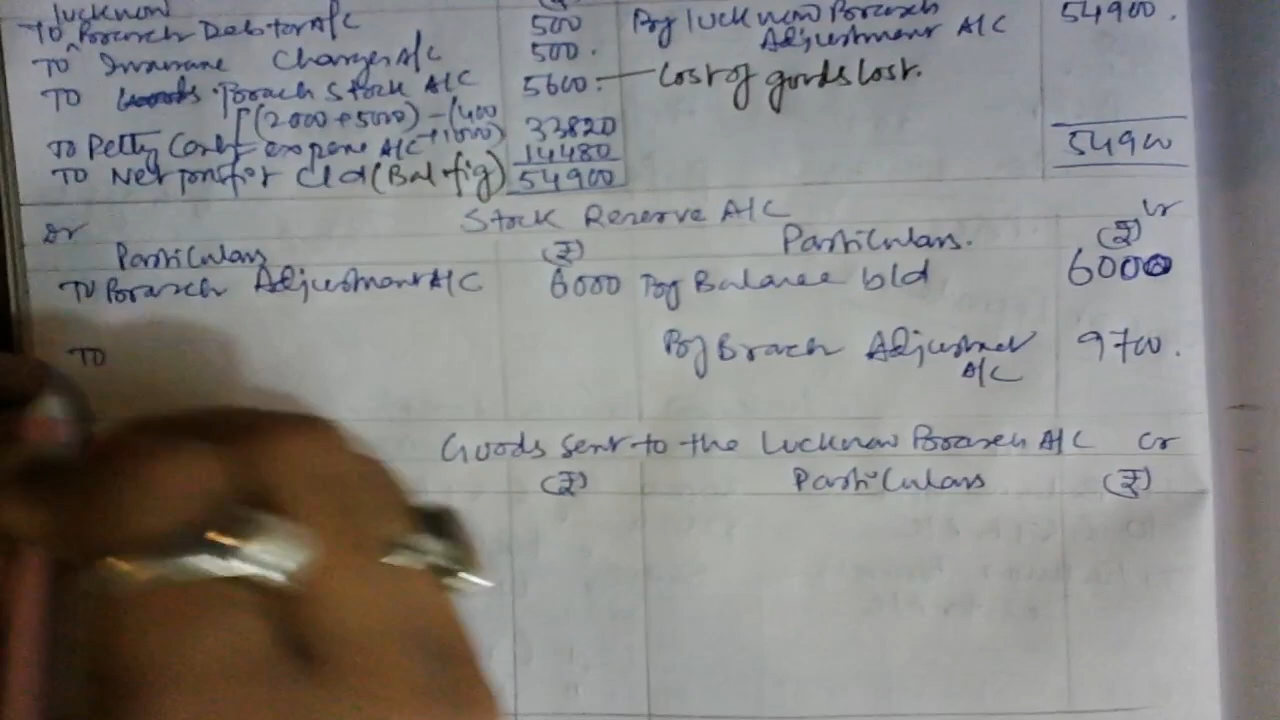 Lucknow
To ^ Branch Debtor A/C 500 By Lucknow Branch 54900.
Adjustment A/C
To Insurance Charges A/C 500.
To Branch Stock A/C 5600. — Cost of goods lost.
[(2000+5000) - (400
+1000)
To Petty Cash expense A/C 33820
To Net profit Cld (Bal fig) 14480
54900 54900
Stock Reserve A/C
Dr Cr
Particulars (₹) Particulars. (₹)
To Branch Adjustment A/C 6000 By Balance b/d 6000
To By Branch Adjustment 9700.
A/C
Goods Sent to the Lucknow Branch A/C Cr
(₹) Particulars (₹)